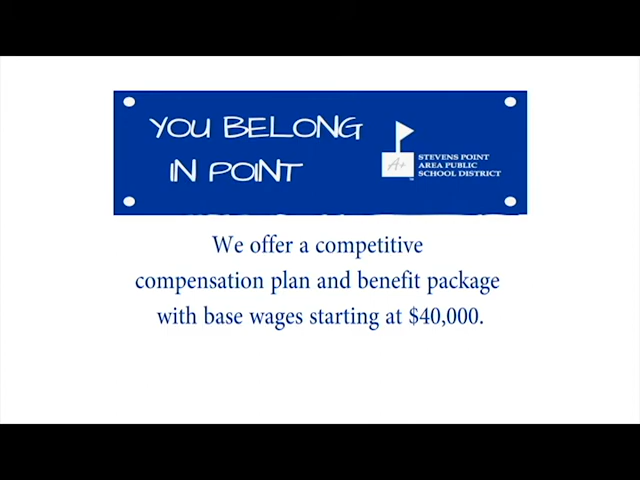 YOU BELONG
IN POINT
A+
STEVENS POINT
AREA PUBLIC
SCHOOL DISTRICT
We offer a competitive
compensation plan and benefit package
with base wages starting at $40,000.